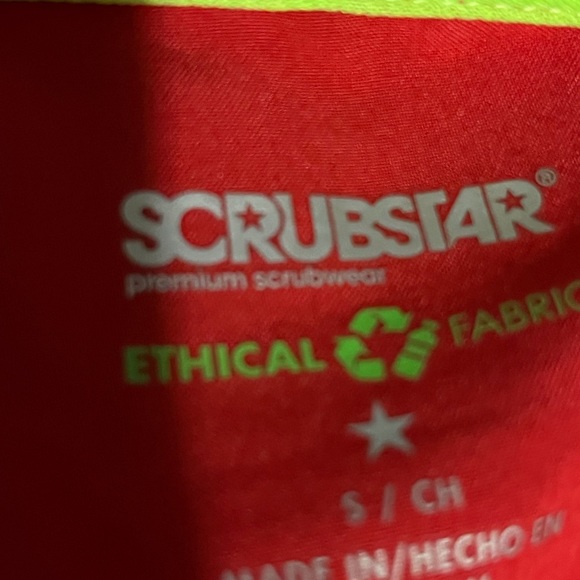 SCRUBSTAR®
premium scrubwear
ETHICAL FABRIC
S / CH
MADE IN/HECHO EN